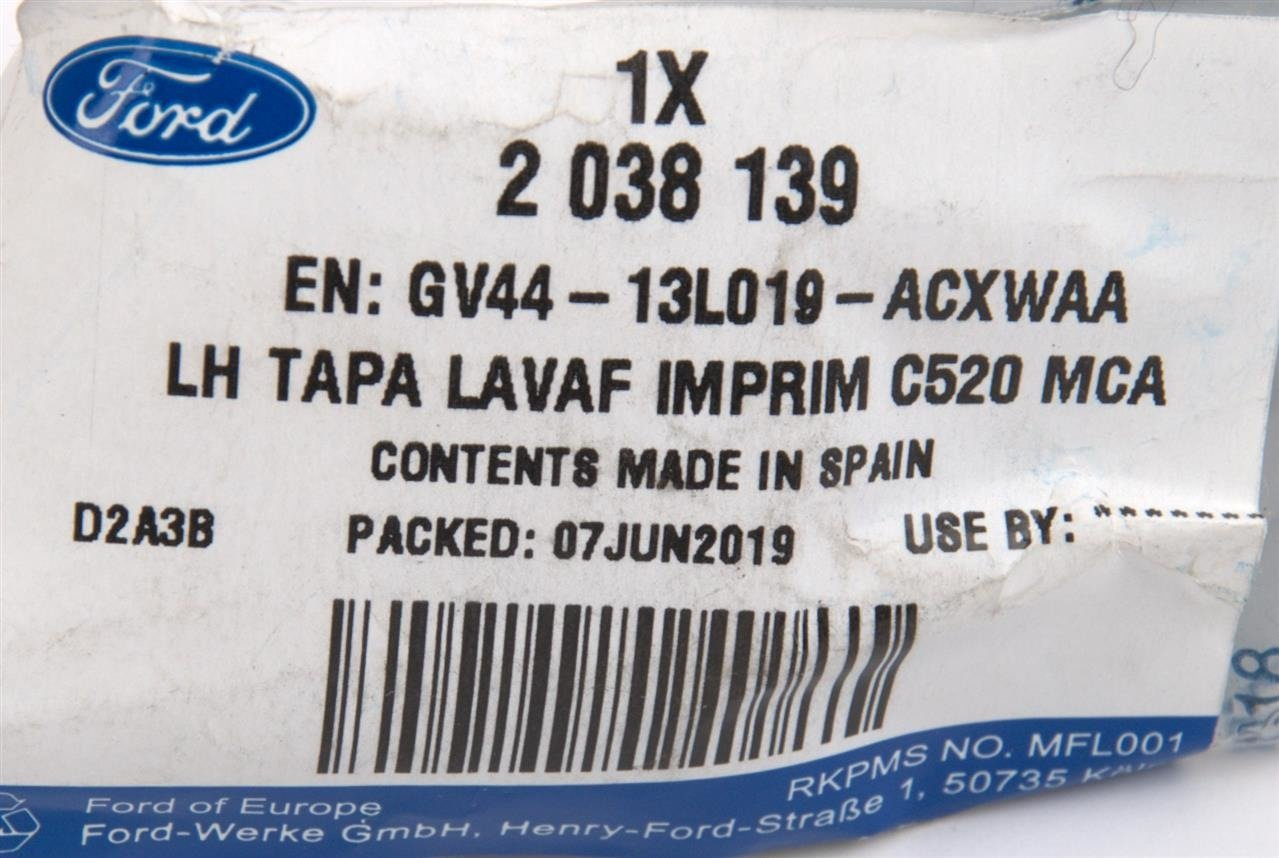 Ford
1X
2 038 139
EN: GV44-13L019-ACXWAA
LH TAPA LAVAF IMPRIM C520 MCA
CONTENTS MADE IN SPAIN
D2A3B PACKED: 07JUN2019 USE BY: ********
RKPMS NO. MFL001
Ford of Europe
Ford-Werke GmbH, Henry-Ford-Straße 1, 50735